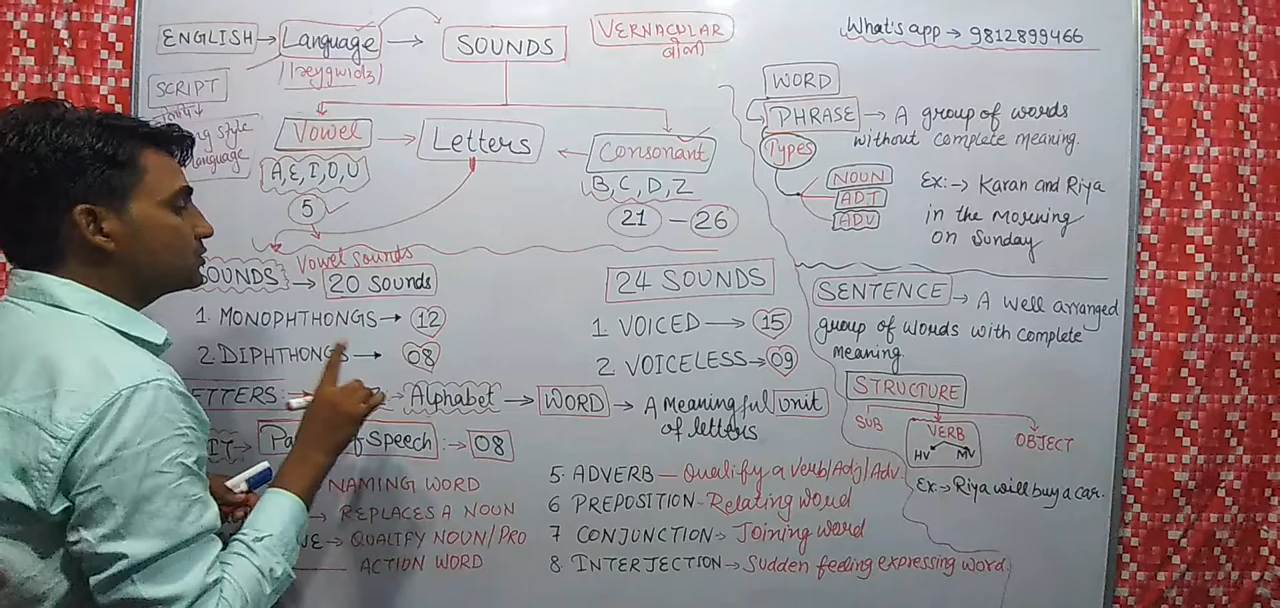 ENGLISH → Language → SOUNDS
VERNACULAR
What's app → 9812899466
SCRIPT
style
language
Vowel → Letters ← Consonant
A, E, I, O, U
B, C, D, Z
5
21 - 26
WORD
PHRASE → A group of words
without complete meaning.
Types
NOUN
ADJ
ADV
Ex:→ Karan and Riya
in the Morning
on Sunday
Vowel sounds
SOUNDS → 20 Sounds
24 SOUNDS
1. MONOPHTHONGS → 12
2. DIPHTHONGS → 08
1. VOICED → 15
2. VOICELESS → 09
SENTENCE → A well arranged
group of words with complete
Meaning.
STRUCTURE
SUB
VERB
OBJECT
HV
MV
Ex:→ Riya will buy a car.
ETTERS:
→ Alphabet → WORD → A Meaningful unit
of letters
of Speech :→ 08
NAMING WORD
→ REPLACES A NOUN
VE → QUALIFY NOUN/PRO
ACTION WORD
5. ADVERB — Qualify a Verb/Adj/Adv.
6 PREPOSITION - Relating word
7 CONJUNCTION → Joining word
8. INTERJECTION → Sudden feeling expressing word.